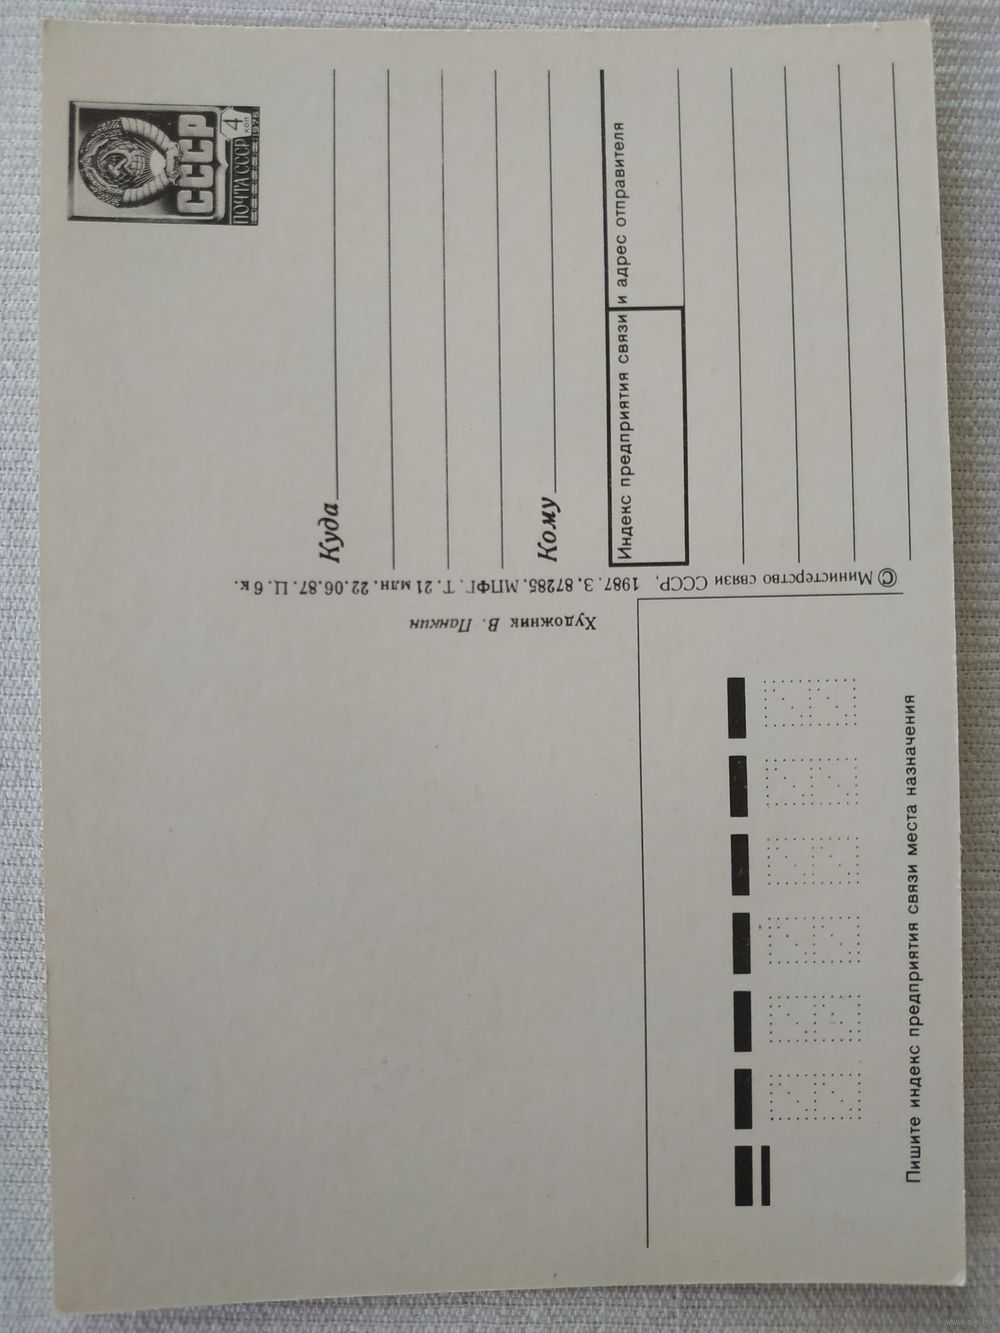 СССР
ПОЧТА СССР
4
КОП
1976
Куда
Кому
Индекс предприятия связи и адрес отправителя
© Министерство связи СССР, 1987. З. 87285. МПФГ. Т. 21 млн. 22.06.87. Ц. 6 к.
Художник В. Панкин
Пишите индекс предприятия связи места назначения